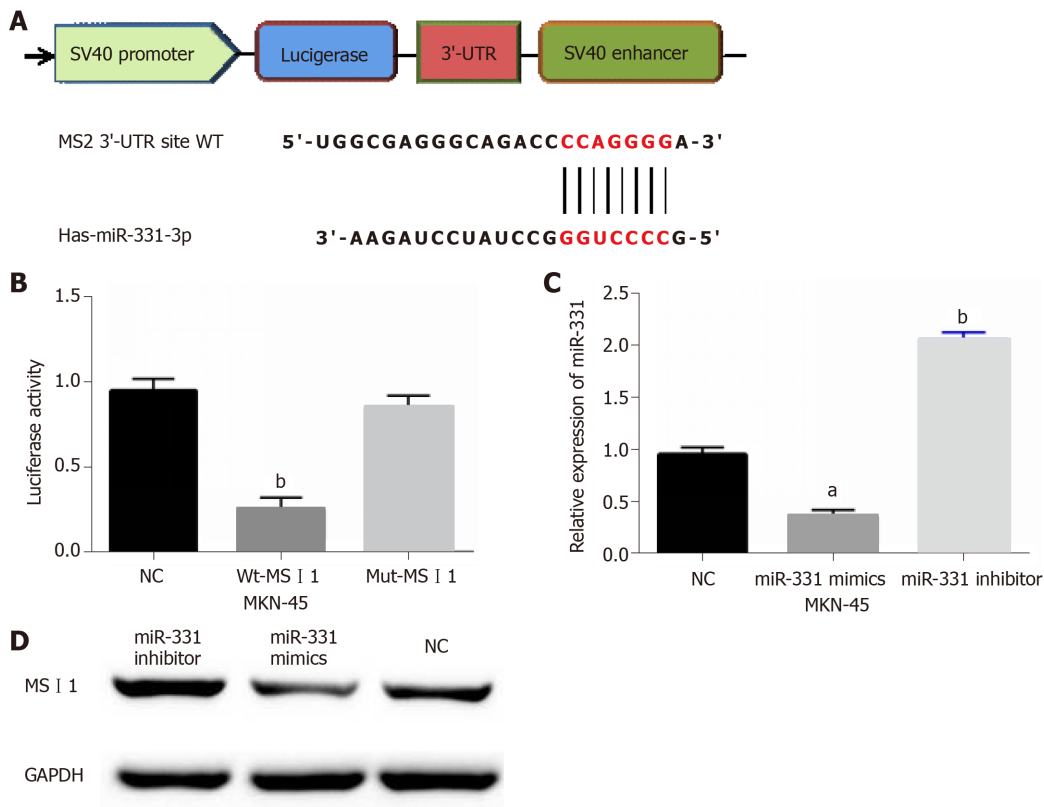 A
SV40 promoter
Lucigerase
3'-UTR
SV40 enhancer
MS2 3'-UTR site WT
5'-UGGCGAGGGCAGACCCCAGGGGA-3'
Has-miR-331-3p
3'-AAGAUCCUAUCCGGGUCCCCG-5'
B
Luciferase activity
1.5
1.0
0.5
0.0
b
NC
Wt-MS I 1
Mut-MS I 1
MKN-45
C
Relative expression of miR-331
2.5
2.0
1.5
1.0
0.5
0.0
a
b
NC
miR-331 mimics
miR-331 inhibitor
MKN-45
D
miR-331 inhibitor
miR-331 mimics
NC
MS I 1
GAPDH